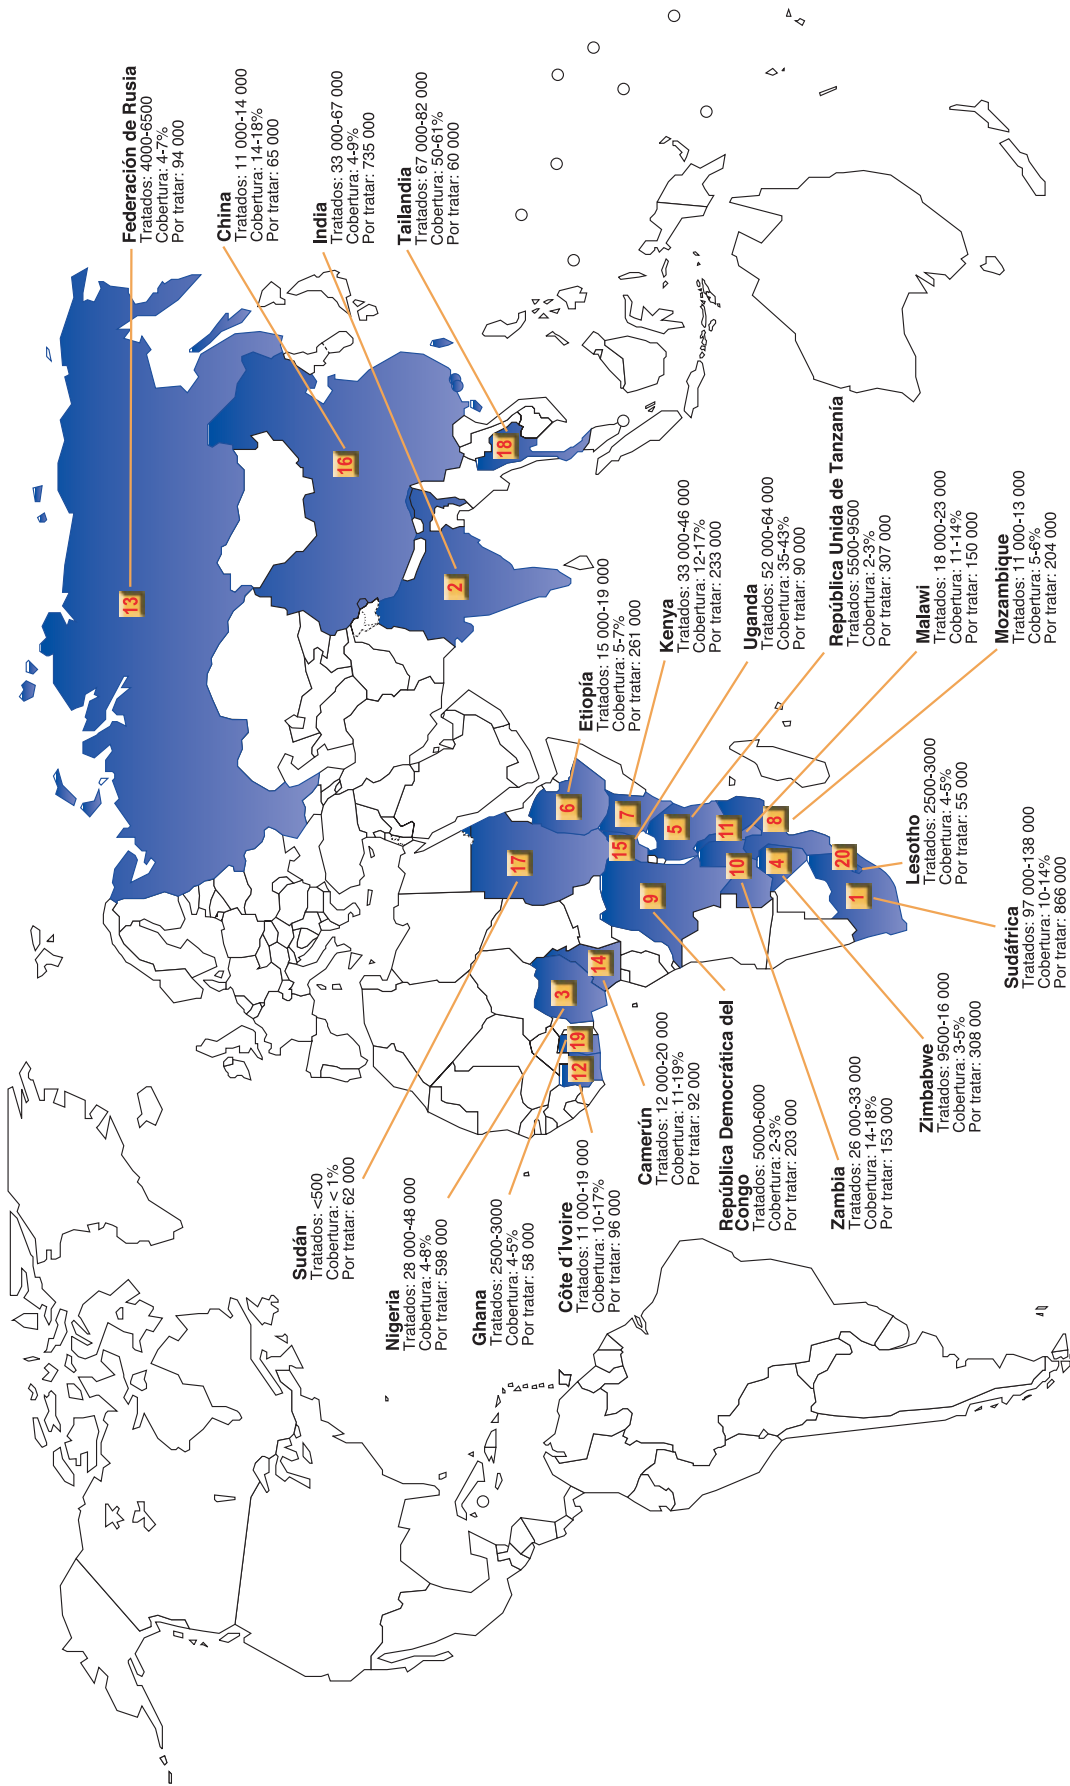 Federación de Rusia
Tratados: 4000-6500
Cobertura: 4-7%
Por tratar: 94 000
China
Tratados: 11 000-14 000
Cobertura: 14-18%
Por tratar: 65 000
India
Tratados: 33 000-67 000
Cobertura: 4-9%
Por tratar: 735 000
Tailandia
Tratados: 67 000-82 000
Cobertura: 50-61%
Por tratar: 60 000
Sudán
Tratados: <500
Cobertura: < 1%
Por tratar: 62 000
Nigeria
Tratados: 28 000-48 000
Cobertura: 4-8%
Por tratar: 598 000
Ghana
Tratados: 2500-3000
Cobertura: 4-5%
Por tratar: 58 000
Côte d´Ivoire
Tratados: 11 000-19 000
Cobertura: 10-17%
Por tratar: 96 000
Camerún
Tratados: 12 000-20 000
Cobertura: 11-19%
Por tratar: 92 000
República Democrática del
Congo
Tratados: 5000-6000
Cobertura: 2-3%
Por tratar: 203 000
Zambia
Tratados: 26 000-33 000
Cobertura: 14-18%
Por tratar: 153 000
Zimbabwe
Tratados: 9500-16 000
Cobertura: 3-5%
Por tratar: 308 000
Sudáfrica
Tratados: 97 000-138 000
Cobertura: 10-14%
Por tratar: 866 000
Lesotho
Tratados: 2500-3000
Cobertura: 4-5%
Por tratar: 55 000
Etiopía
Tratados: 15 000-19 000
Cobertura: 5-7%
Por tratar: 261 000
Kenya
Tratados: 33 000-46 000
Cobertura: 12-17%
Por tratar: 233 000
Uganda
Tratados: 52 000-64 000
Cobertura: 35-43%
Por tratar: 90 000
República Unida de Tanzanía
Tratados: 5500-9500
Cobertura: 2-3%
Por tratar: 307 000
Malawi
Tratados: 18 000-23 000
Cobertura: 11-14%
Por tratar: 150 000
Mozambique
Tratados: 11 000-13 000
Cobertura: 5-6%
Por tratar: 204 000
13
16
2
18
17
6
7
15
5
9
3
14
19
12
11
10
8
4
20
1